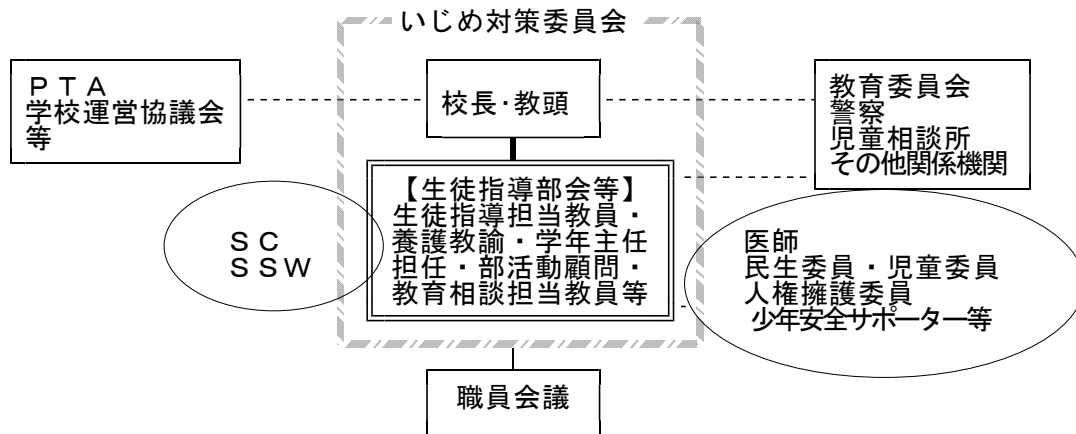 いじめ対策委員会
ＰＴＡ
学校運営協議会
等
校長・教頭
教育委員会
警察
児童相談所
その他関係機関
【生徒指導部会等】
生徒指導担当教員・
養護教諭・学年主任
担任・部活動顧問・
教育相談担当教員等
ＳＣ
ＳＳＷ
医師
民生委員・児童委員
人権擁護委員
少年安全サポーター等
職員会議